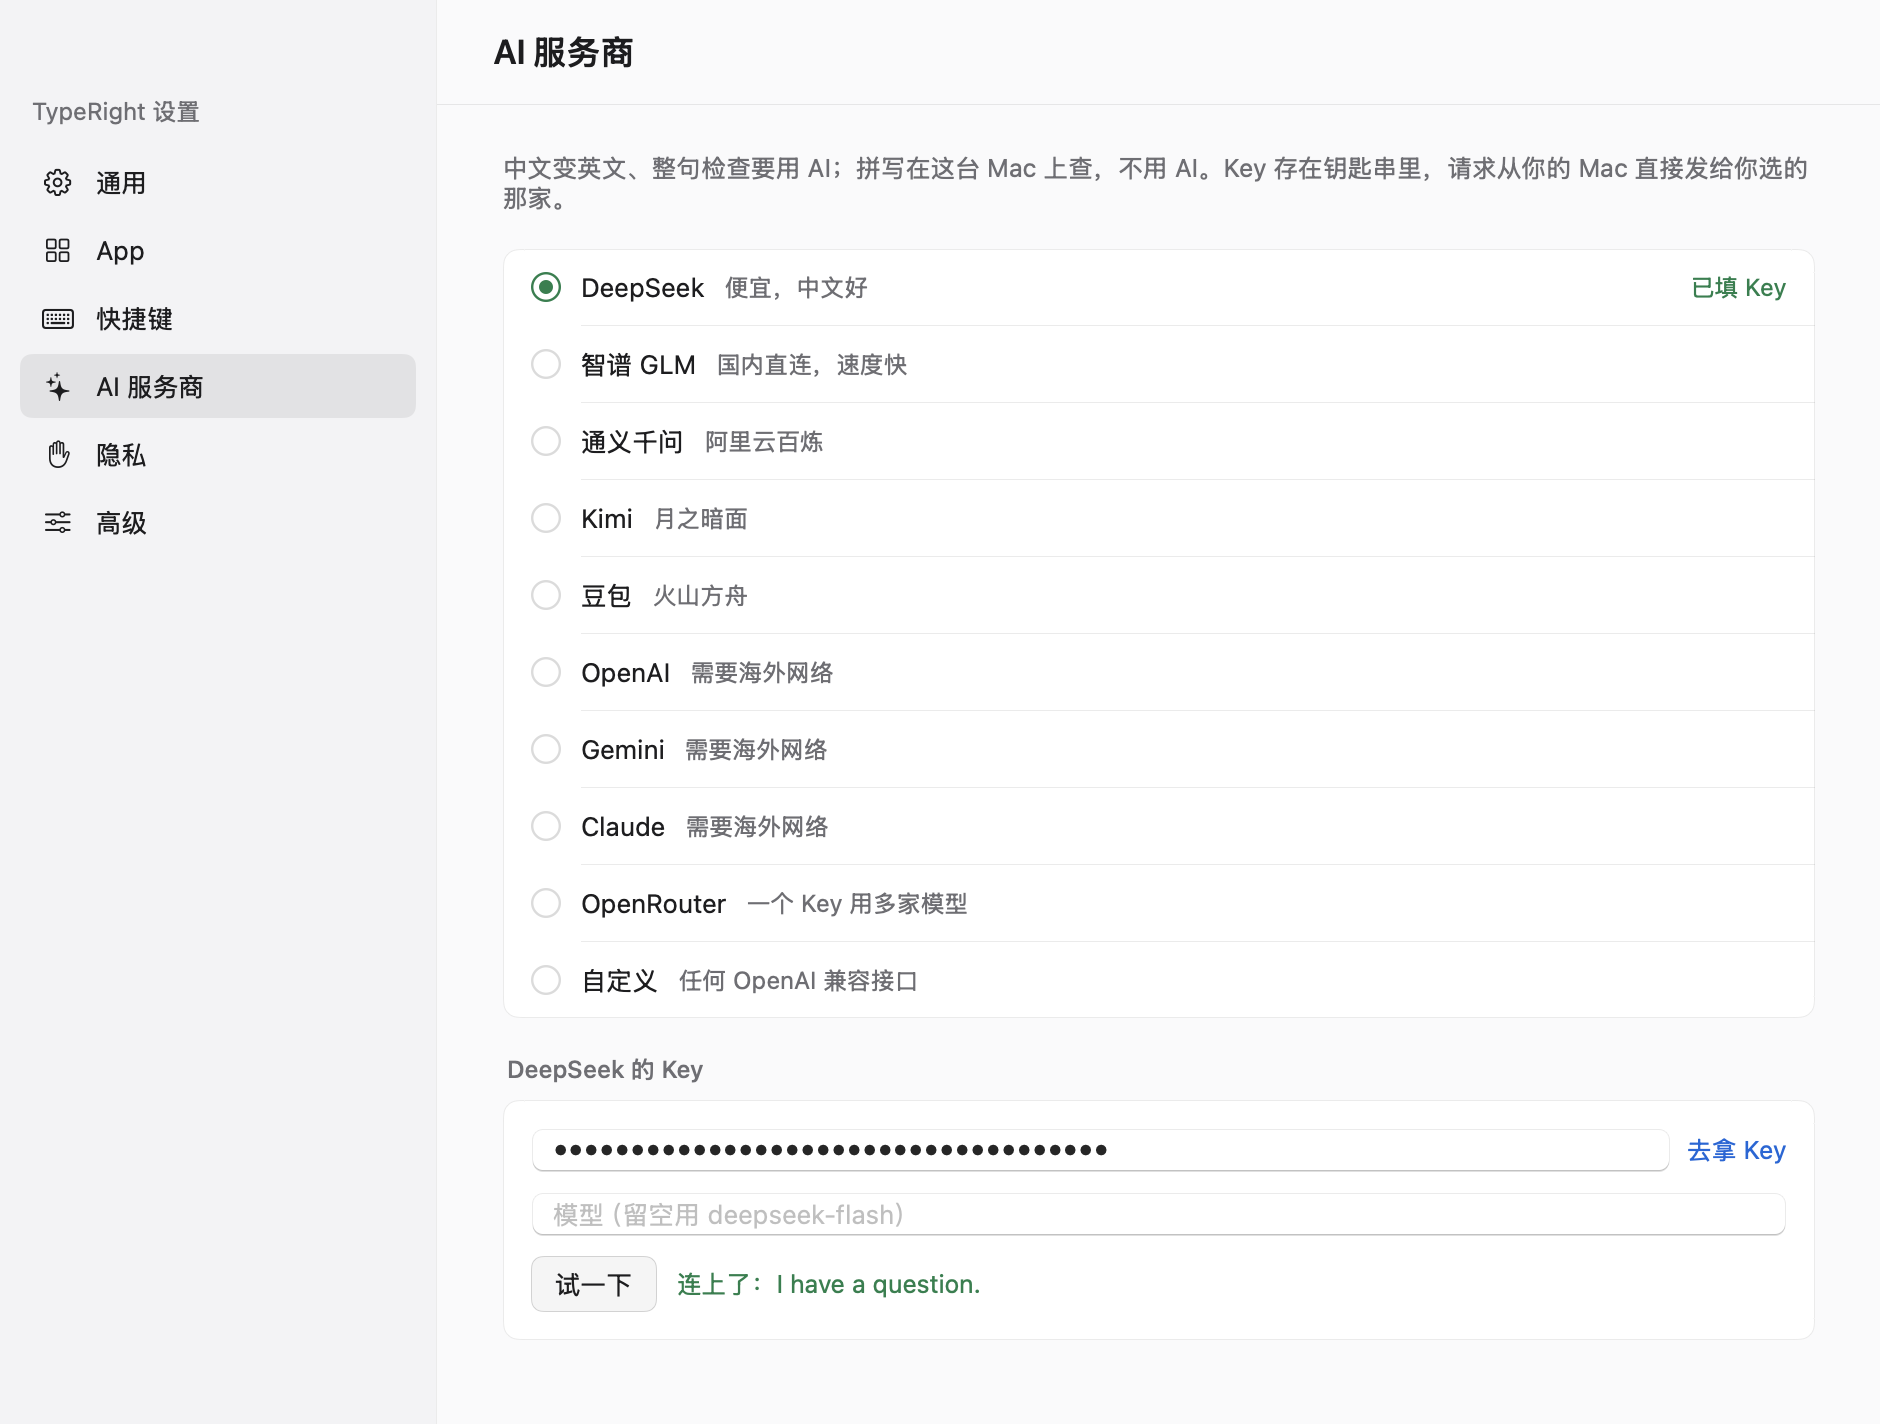 AI 服务商
TypeRight 设置
通用
App
快捷键
AI 服务商
隐私
高级
中文变英文、整句检查要用 AI；拼写在这台 Mac 上查，不用 AI。Key 存在钥匙串里，请求从你的 Mac 直接发给你选的
那家。
DeepSeek 便宜，中文好 已填 Key
智谱 GLM 国内直连，速度快
通义千问 阿里云百炼
Kimi 月之暗面
豆包 火山方舟
OpenAI 需要海外网络
Gemini 需要海外网络
Claude 需要海外网络
OpenRouter 一个 Key 用多家模型
自定义 任何 OpenAI 兼容接口
DeepSeek 的 Key
•••••••••••••••••••••••••••••••••••• 去拿 Key
模型（留空用 deepseek-flash）
试一下 连上了：I have a question.